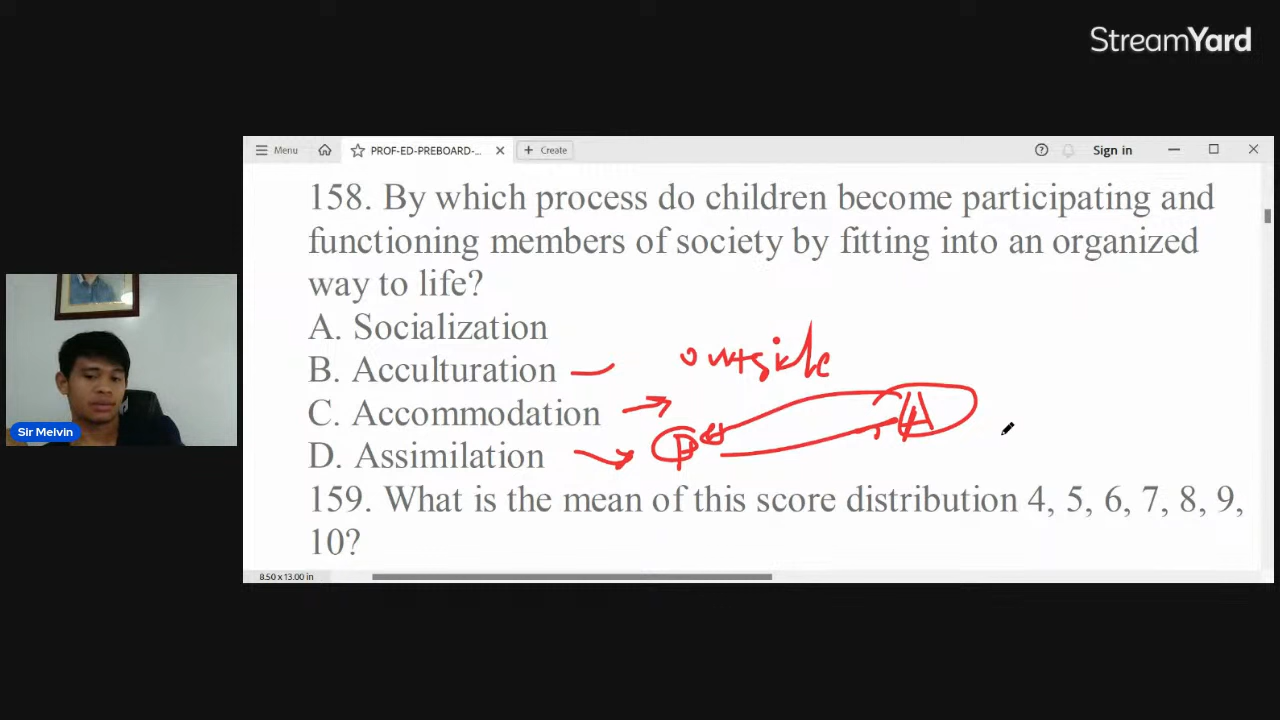 StreamYard
Menu
PROF-ED-PREBOARD-...
Create
Sign in
158. By which process do children become participating and
functioning members of society by fitting into an organized
way to life?
A. Socialization
B. Acculturation
outside
C. Accommodation
A
D. Assimilation
P
Sir Melvin
159. What is the mean of this score distribution 4, 5, 6, 7, 8, 9,
10?
8.50 x 13.00 in